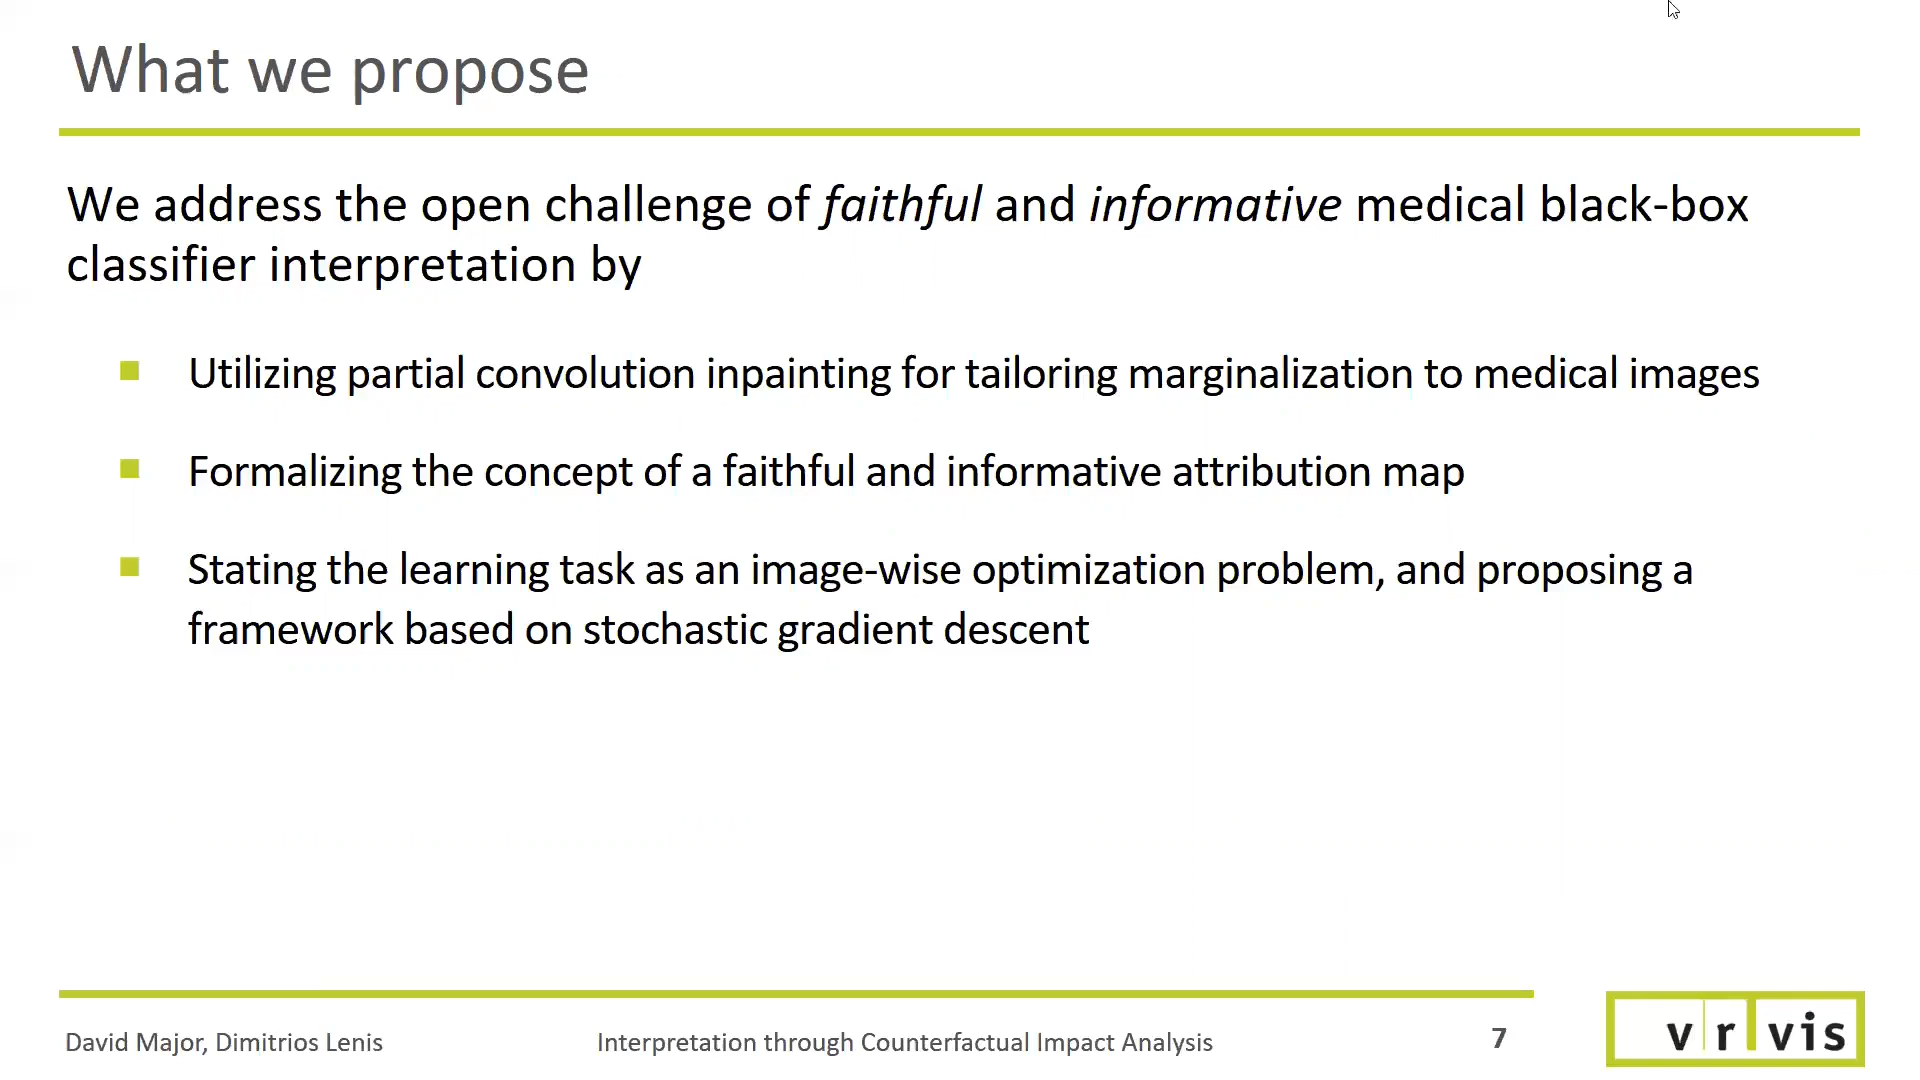 What we propose
We address the open challenge of faithful and informative medical black-box
classifier interpretation by
Utilizing partial convolution inpainting for tailoring marginalization to medical images
Formalizing the concept of a faithful and informative attribution map
Stating the learning task as an image-wise optimization problem, and proposing a
framework based on stochastic gradient descent
David Major, Dimitrios Lenis
Interpretation through Counterfactual Impact Analysis
7
vrvis